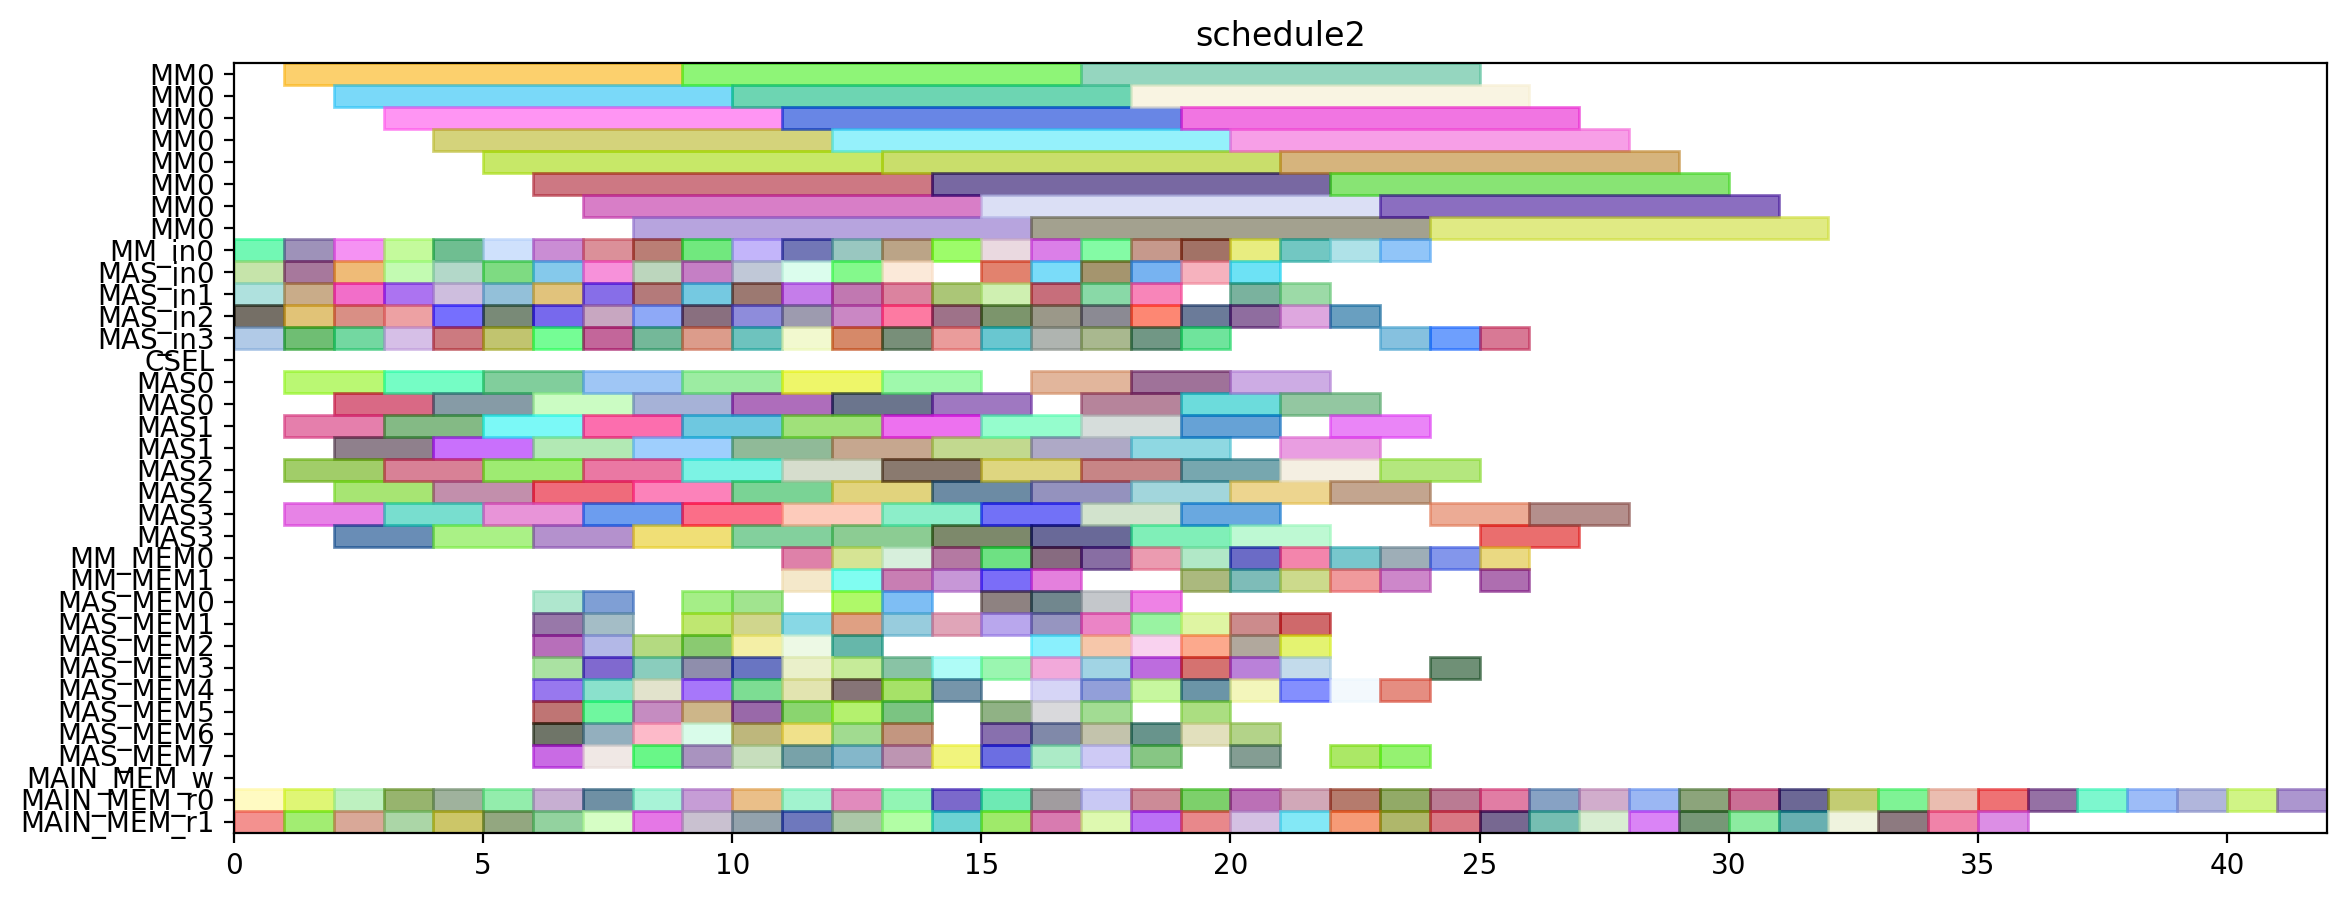 schedule2
MM0
MM0
MM0
MM0
MM0
MM0
MM0
MM0
MM_in0
MAS_in0
MAS_in1
MAS_in2
MAS_in3
CSEL
MAS0
MAS0
MAS1
MAS1
MAS2
MAS2
MAS3
MAS3
MM_MEM0
MM_MEM1
MAS_MEM0
MAS_MEM1
MAS_MEM2
MAS_MEM3
MAS_MEM4
MAS_MEM5
MAS_MEM6
MAS_MEM7
MAIN_MEM_w
MAIN_MEM_r0
MAIN_MEM_r1
0 5 10 15 20 25 30 35 40